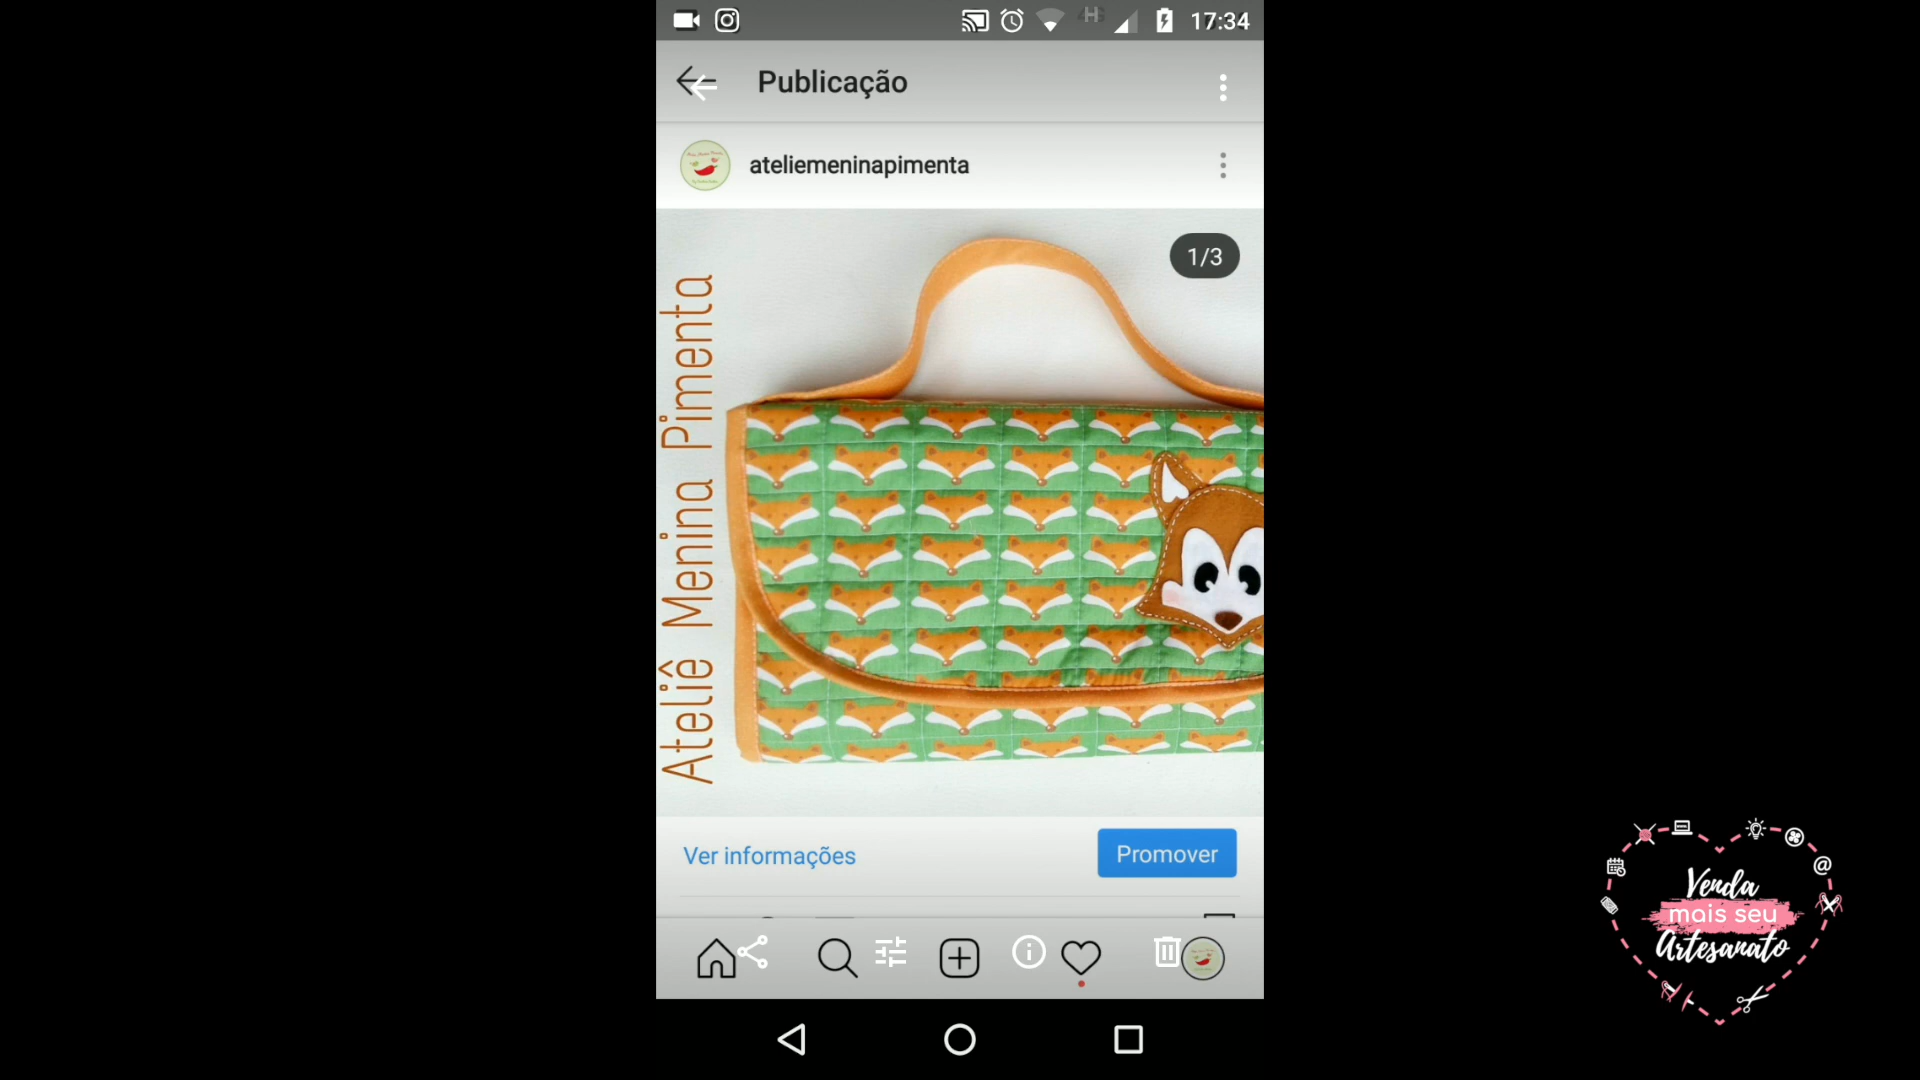 17:34
Publicação
ateliemeninapimenta
1/3
Ateliê Menina Pimenta
Ver informações
Promover
Venda
mais seu
Artesanato